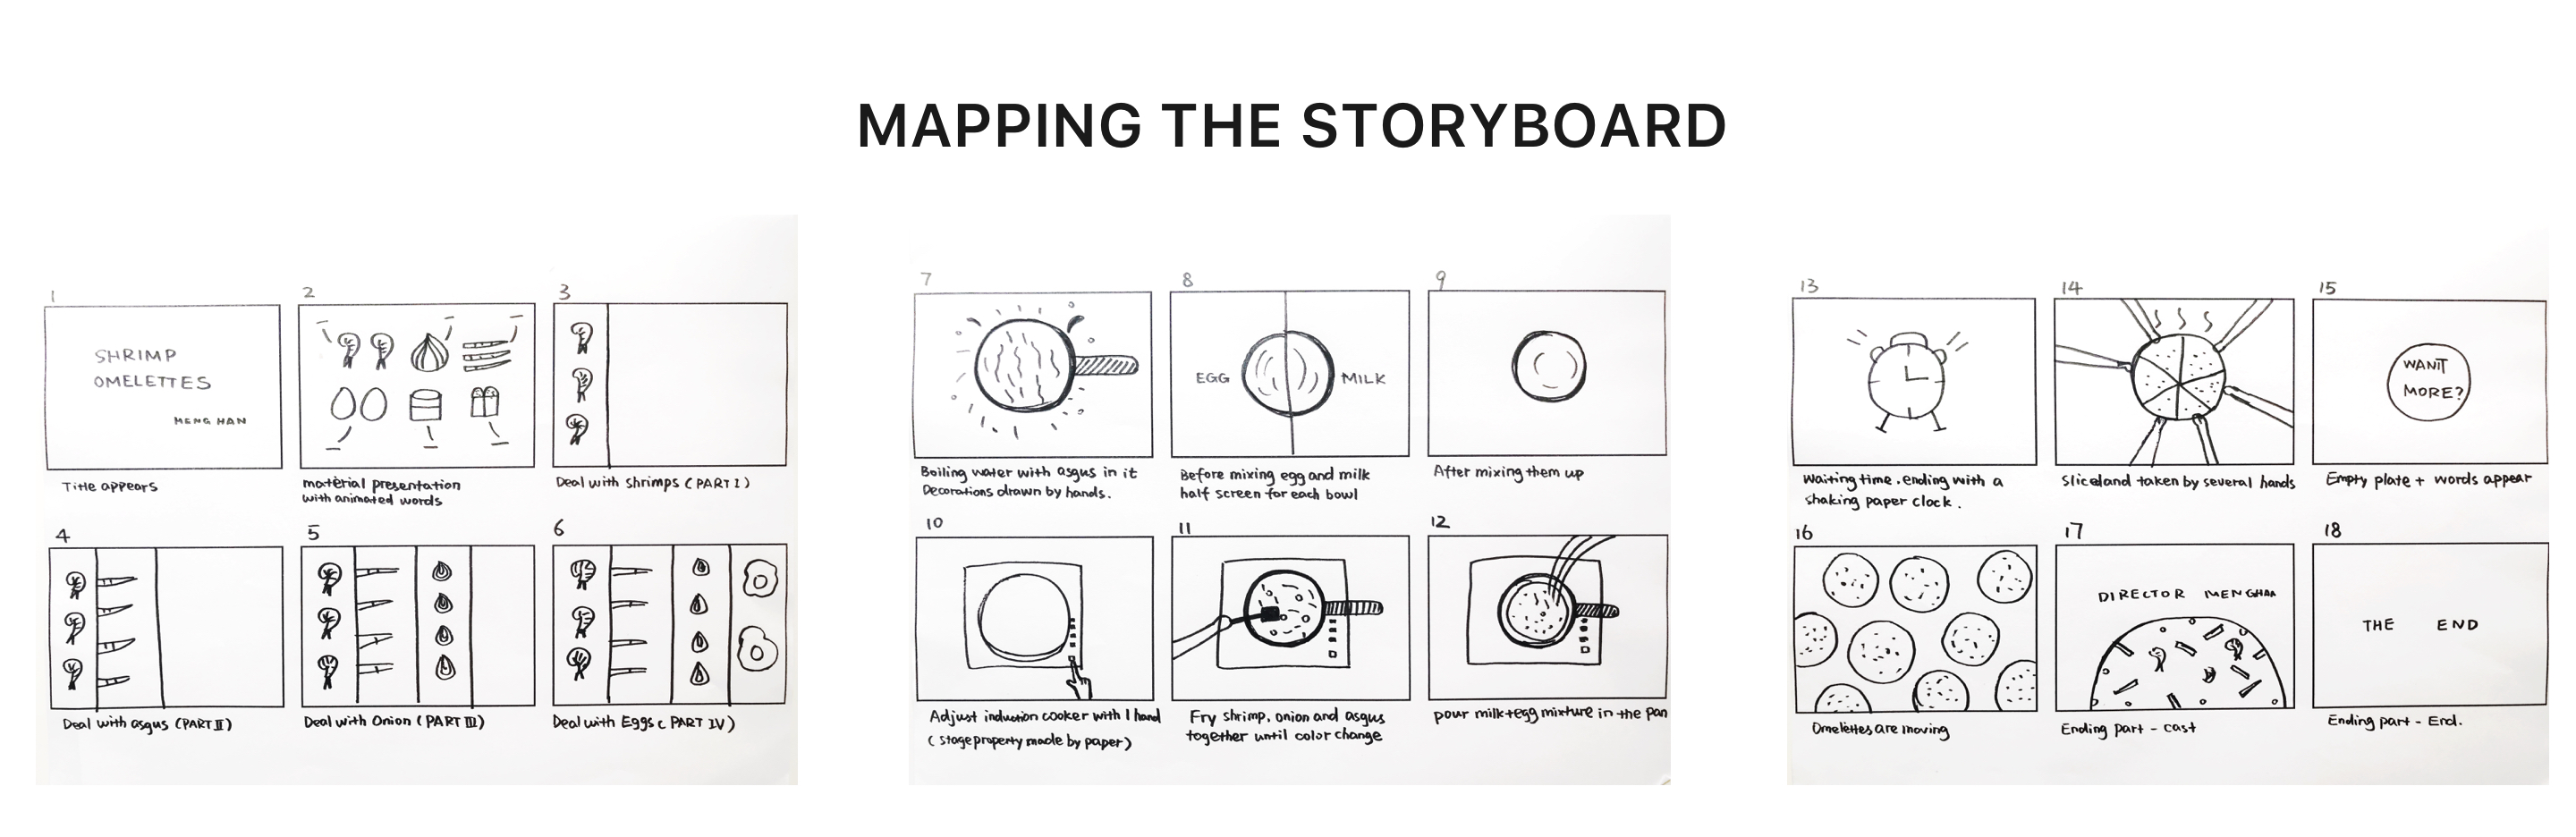 MAPPING THE STORYBOARD
1
SHRIMP
OMELETTES
MENG HAN
Title appears
2
material presentation
with animated words
3
Deal with shrimps (PART I)
4
Deal with asgus (PART II)
5
Deal with Onion (PART III)
6
Deal with Eggs ( PART IV)
7
Boiling water with asgus in it
Decorations drawn by hands.
8
EGG
MILK
Before mixing egg and milk
half screen for each bowl
9
After mixing them up
10
Adjust induction cooker with 1 hand
( stage property made by paper)
11
Fry shrimp, onion and asgus
together until color change
12
pour milk+egg mixture in the pan
13
waiting time. ending with a
shaking paper clock.
14
sliced and taken by several hands
15
WANT
MORE?
Empty plate + words appear
16
Omelettes are moving
17
DIRECTOR MENGHAN
Ending part - cast
18
THE END
Ending part - End.